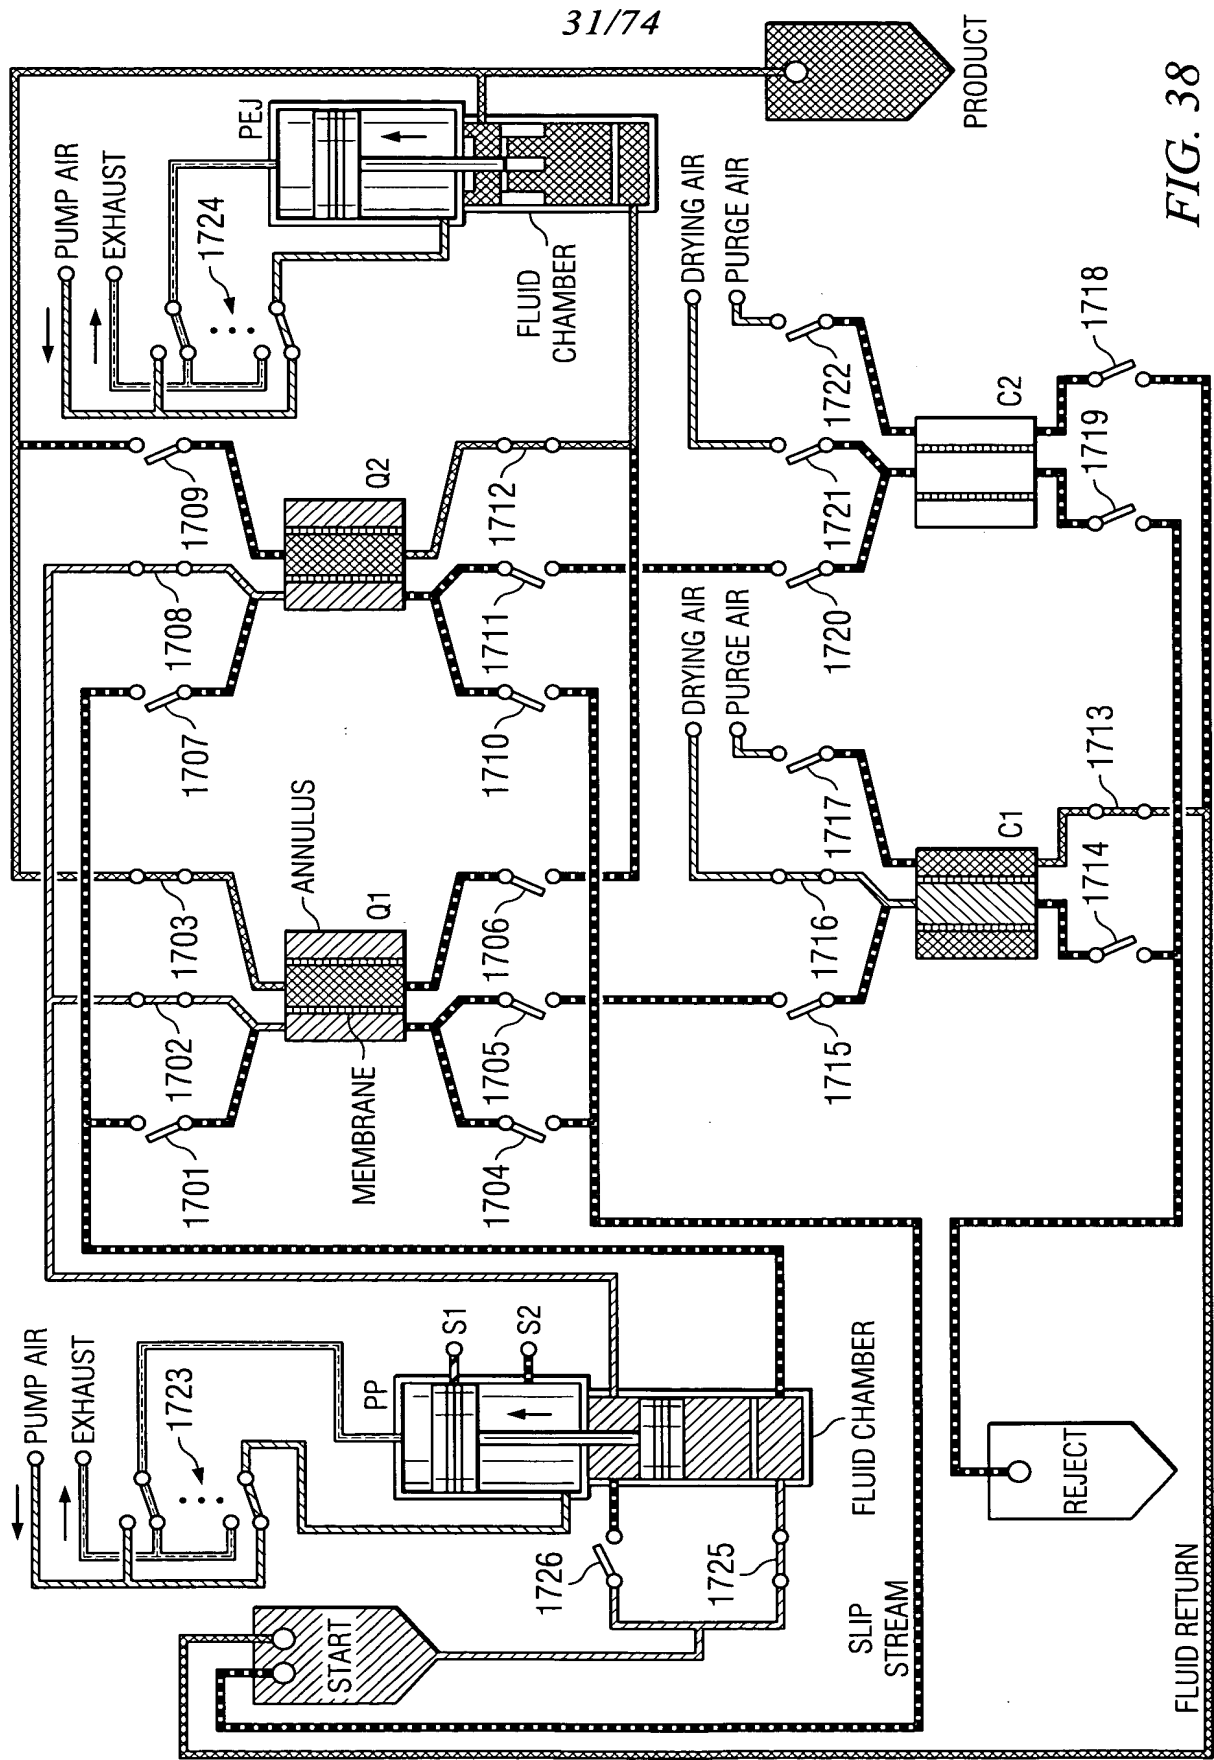 31/74
PUMP AIR
EXHAUST
1724
PEJ
FLUID
CHAMBER
PRODUCT
1709
1708
1707
Q2
1712
1711
1710
DRYING AIR
PURGE AIR
1722
1721
1720
C2
1718
1719
1703
1702
1701
ANNULUS
Q1
MEMBRANE
1706
1705
1704
DRYING AIR
PURGE AIR
1717
1716
1715
C1
1713
1714
PUMP AIR
EXHAUST
1723
PP
S1
S2
FLUID CHAMBER
1726
1725
START
SLIP
STREAM
REJECT
FLUID RETURN
FIG. 38